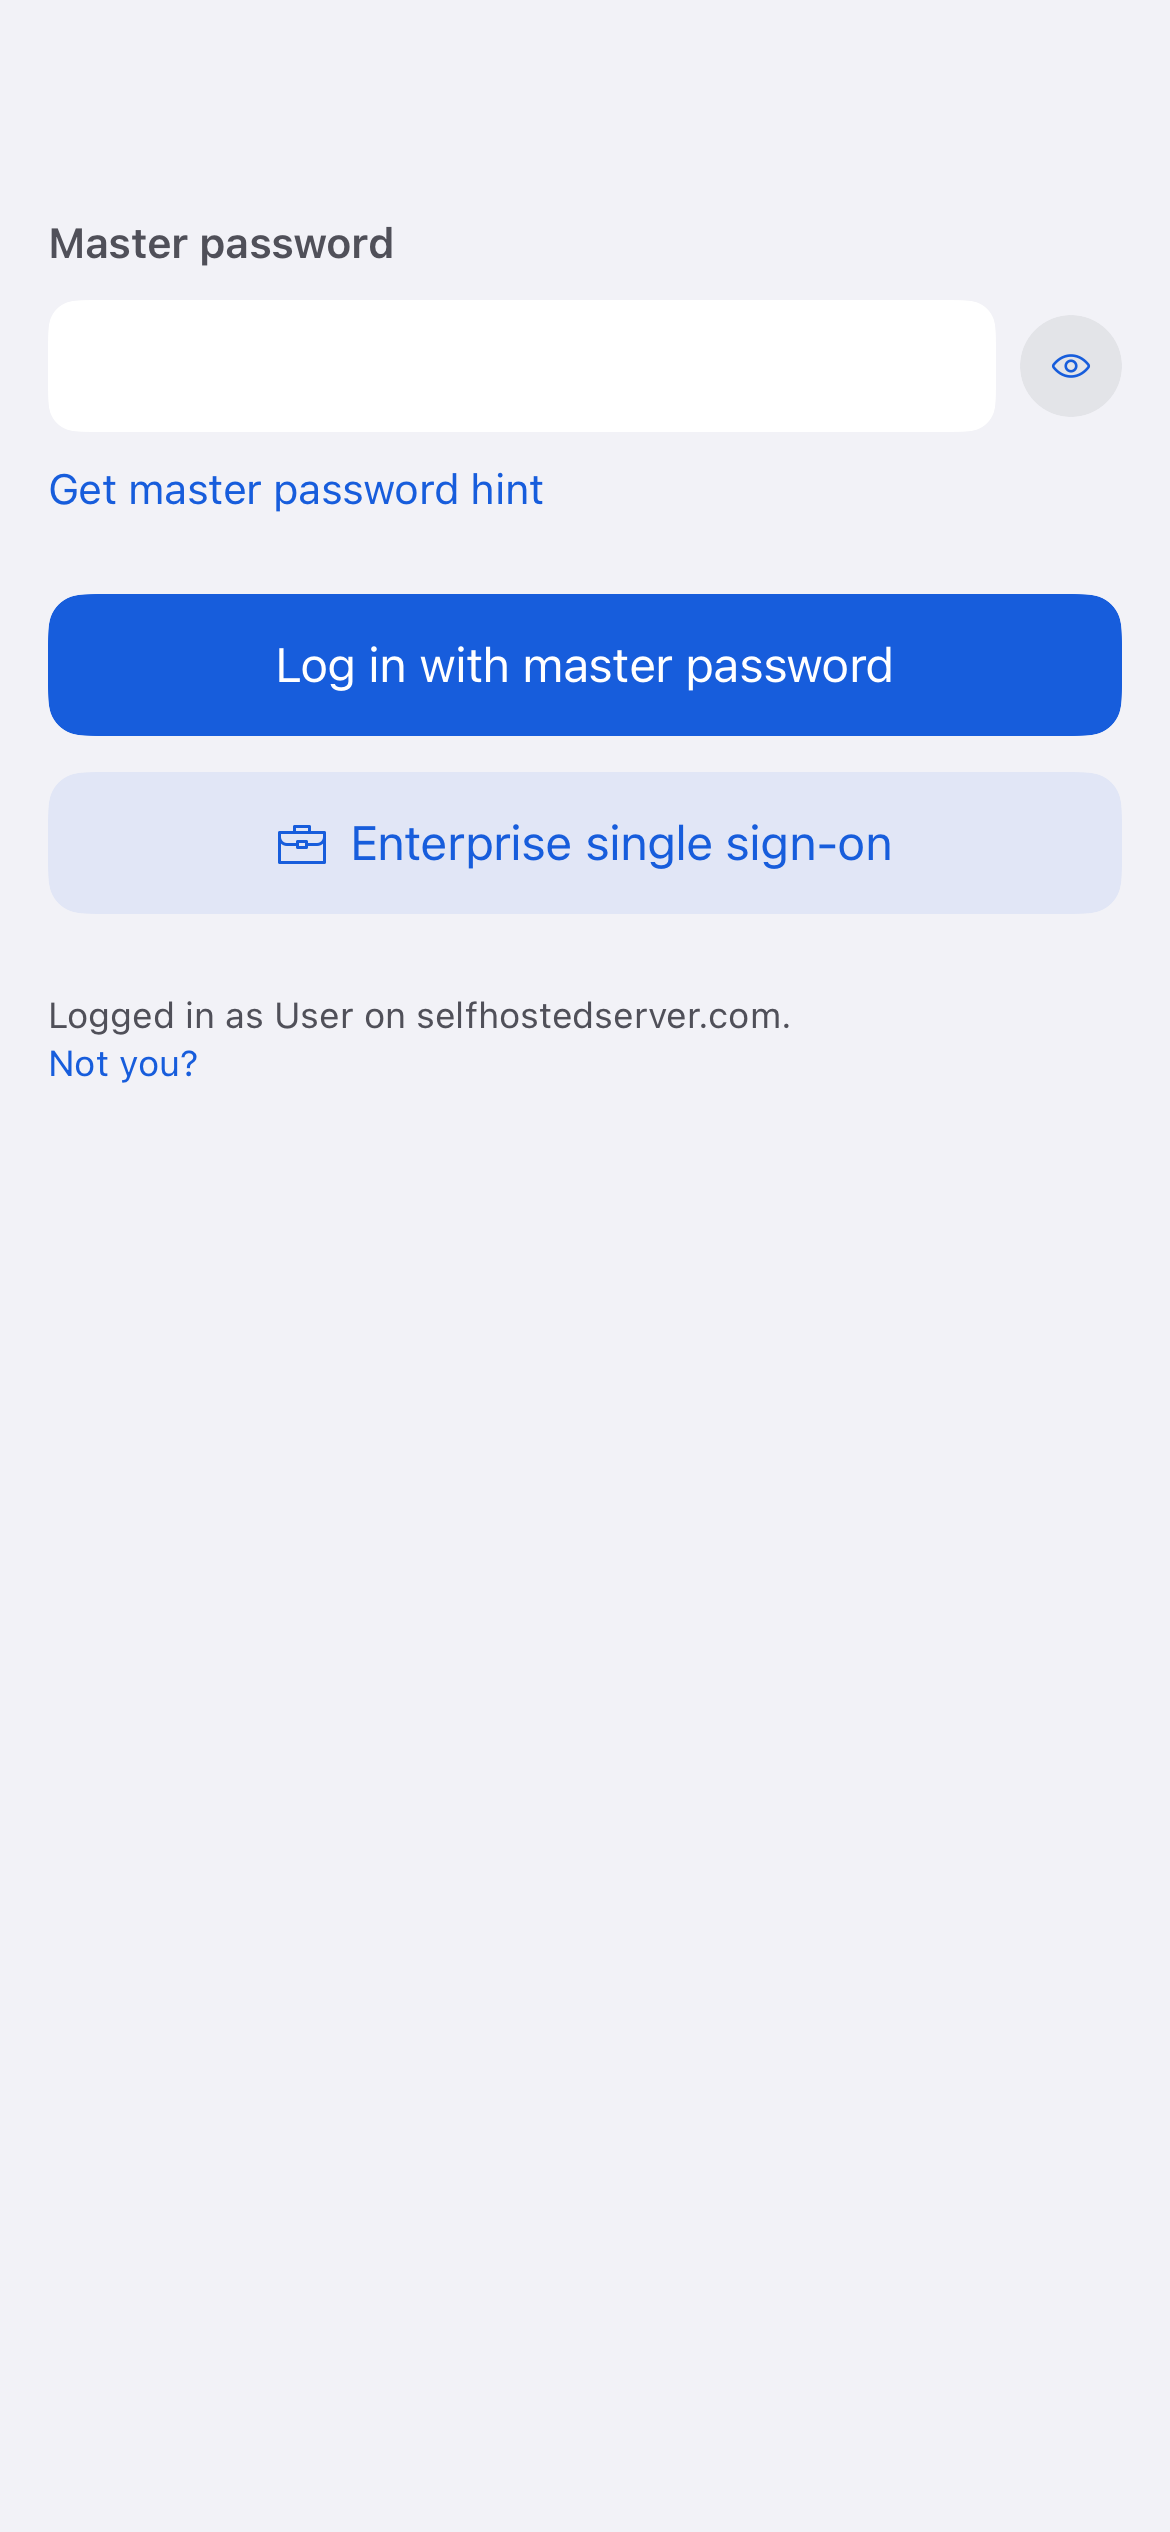 Master password
Get master password hint
Log in with master password
Enterprise single sign-on
Logged in as User on selfhostedserver.com.
Not you?